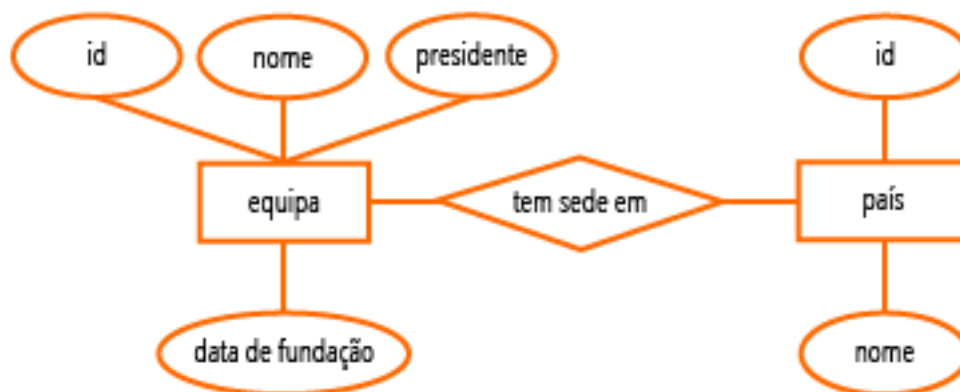 id
nome
presidente
id
equipa
tem sede em
país
data de fundação
nome